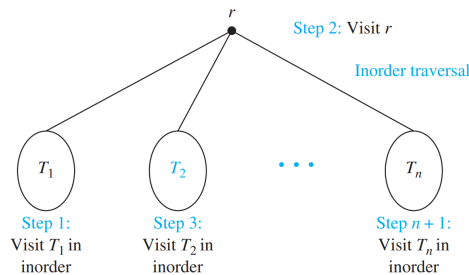 r
Step 2: Visit r
Inorder traversal
T1
T2
...
Tn
Step 1:
Visit T1 in
inorder
Step 3:
Visit T2 in
inorder
Step n + 1:
Visit Tn in
inorder